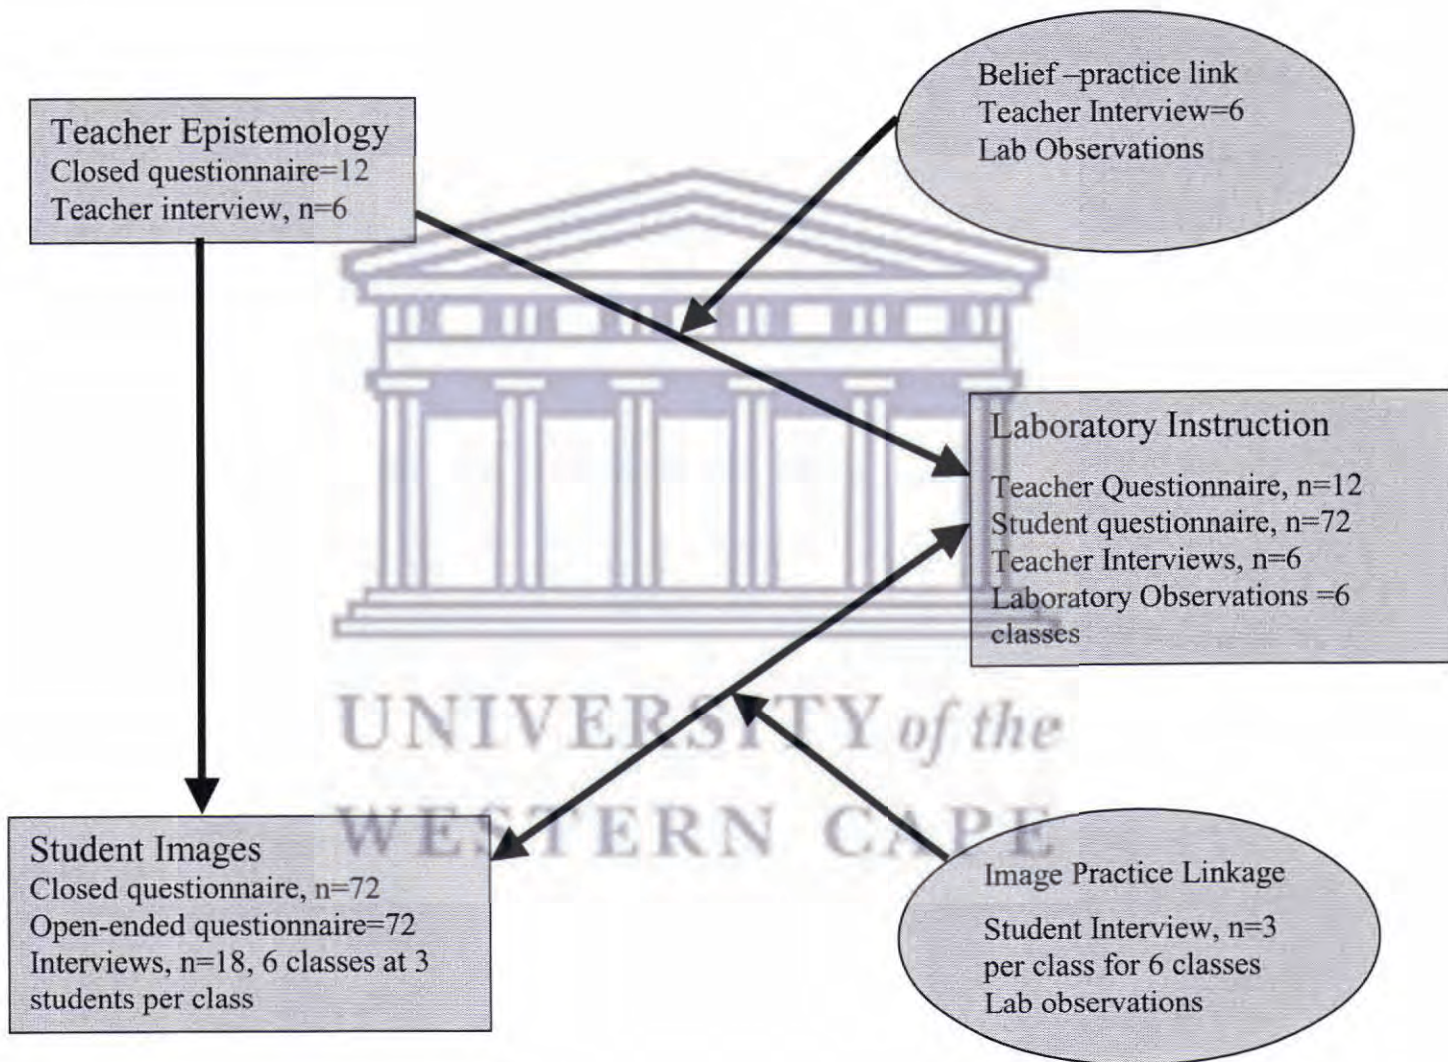 Belief –practice link
Teacher Interview=6
Lab Observations
Teacher Epistemology
Closed questionnaire=12
Teacher interview, n=6
Laboratory Instruction
Teacher Questionnaire, n=12
Student questionnaire, n=72
Teacher Interviews, n=6
Laboratory Observations =6
classes
UNIVERSITY of the
WESTERN CAPE
Student Images
Closed questionnaire, n=72
Open-ended questionnaire=72
Interviews, n=18, 6 classes at 3
students per class
Image Practice Linkage
Student Interview, n=3
per class for 6 classes
Lab observations